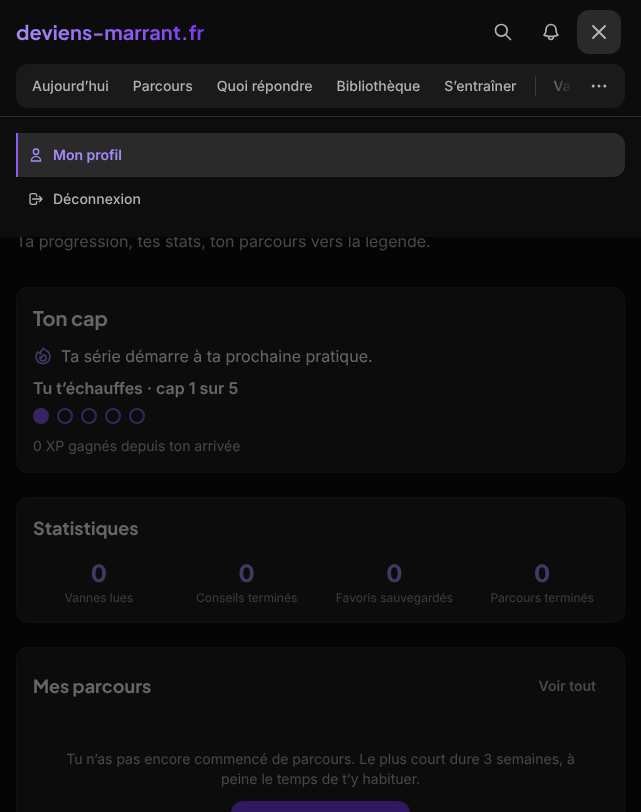 deviens-marrant.fr
Aujourd’hui Parcours Quoi répondre Bibliothèque S’entraîner Va ...
Mon profil
Déconnexion
Ta progression, tes stats, ton parcours vers la légende.
Ton cap
Ta série démarre à ta prochaine pratique.
Tu t’échauffes · cap 1 sur 5
0 XP gagnés depuis ton arrivée
Statistiques
0 0 0 0
Vannes lues Conseils terminés Favoris sauvegardés Parcours terminés
Mes parcours Voir tout
Tu n’as pas encore commencé de parcours. Le plus court dure 3 semaines, à
peine le temps de t’y habituer.